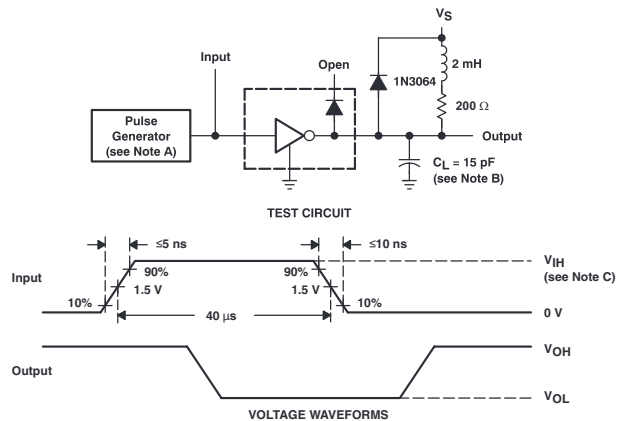 VS
Input
Open
2 mH
1N3064
200 Ω
Pulse
Generator
(see Note A)
Output
CL = 15 pF
(see Note B)
TEST CIRCUIT
≤5 ns
≤10 ns
Input
90%
90%
VIH
(see Note C)
1.5 V
1.5 V
10%
10%
40 μs
0 V
VOH
Output
VOL
VOLTAGE WAVEFORMS